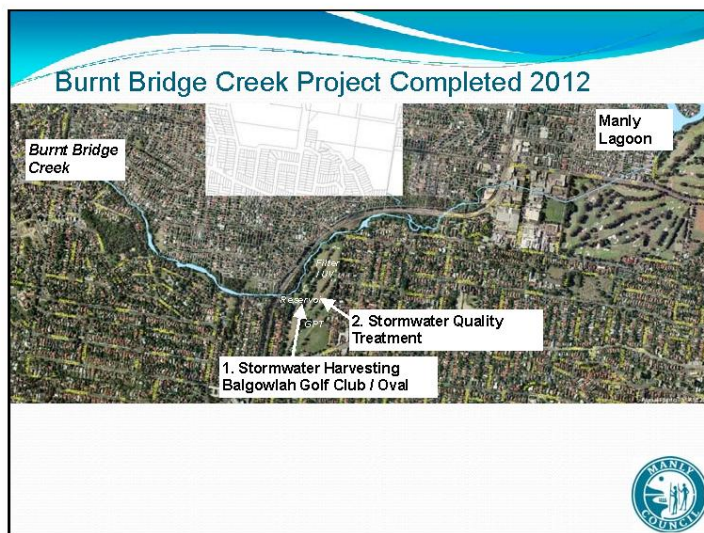 Burnt Bridge Creek Project Completed 2012
Burnt Bridge
Creek
Manly
Lagoon
Filter
/ UV
Reservoir
GPT
2. Stormwater Quality
Treatment
1. Stormwater Harvesting
Balgowlah Golf Club / Oval
MANLY
COUNCIL